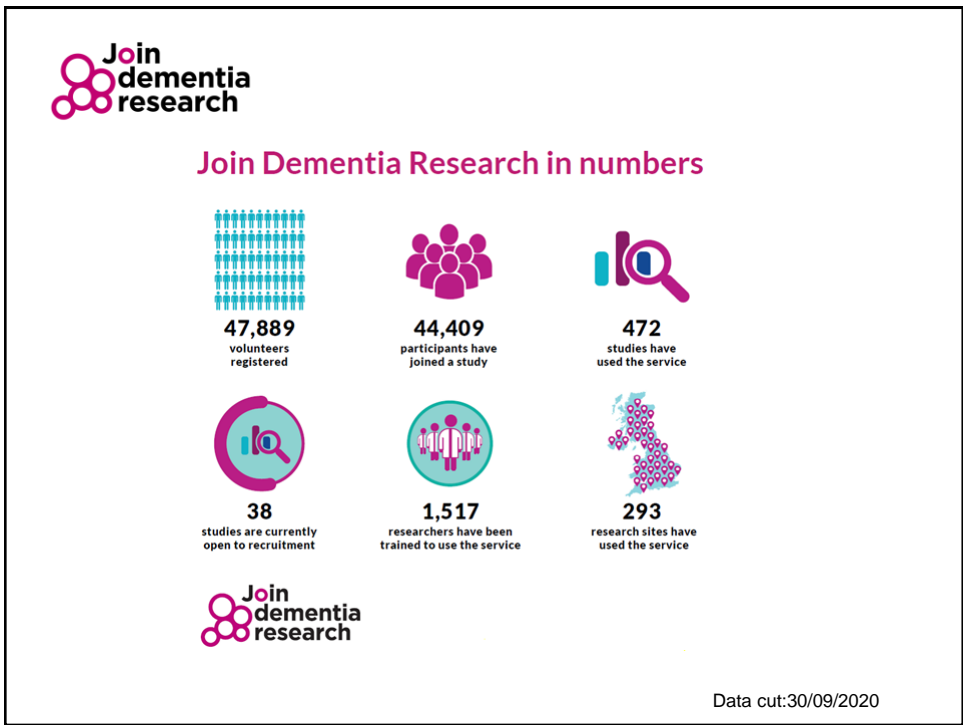 Join
dementia
research
Join Dementia Research in numbers
47,889
volunteers
registered
44,409
participants have
joined a study
472
studies have
used the service
38
studies are currently
open to recruitment
1,517
researchers have been
trained to use the service
293
research sites have
used the service
Join
dementia
research
Data cut:30/09/2020